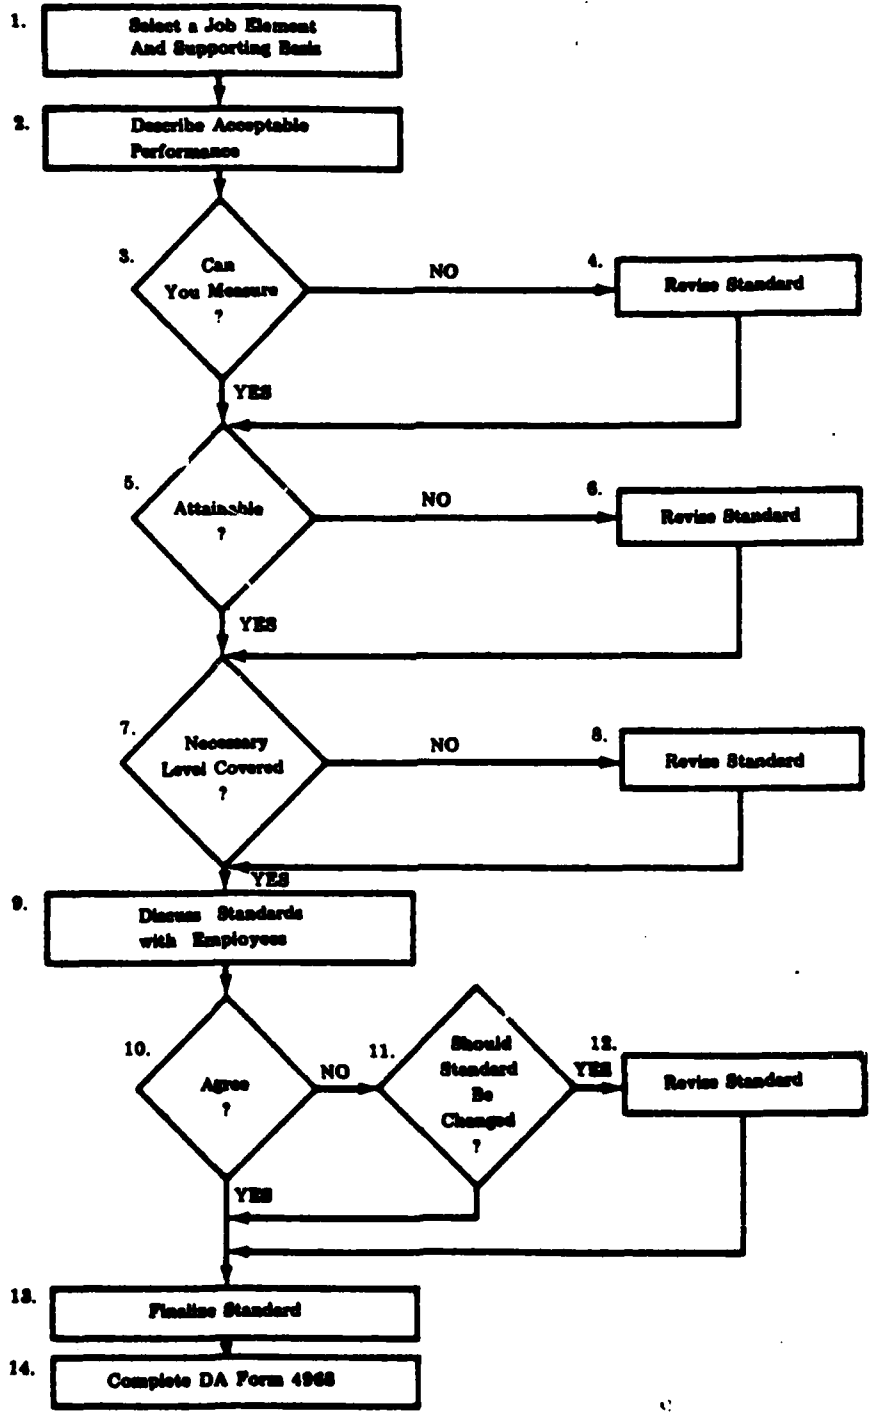 1.
Select a Job Element
And Supporting Basis
2.
Describe Acceptable
Performance
3.
Can
You Measure
?
NO
4.
Revise Standard
YES
5.
Attainable
?
NO
6.
Revise Standard
YES
7.
Necessary
Level Covered
?
NO
8.
Revise Standard
YES
9.
Discuss Standards
with Employees
10.
Agree
?
NO
11.
Should
Standard
Be
Changed
?
YES
12.
Revise Standard
YES
13.
Finalize Standard
14.
Complete DA Form 4968